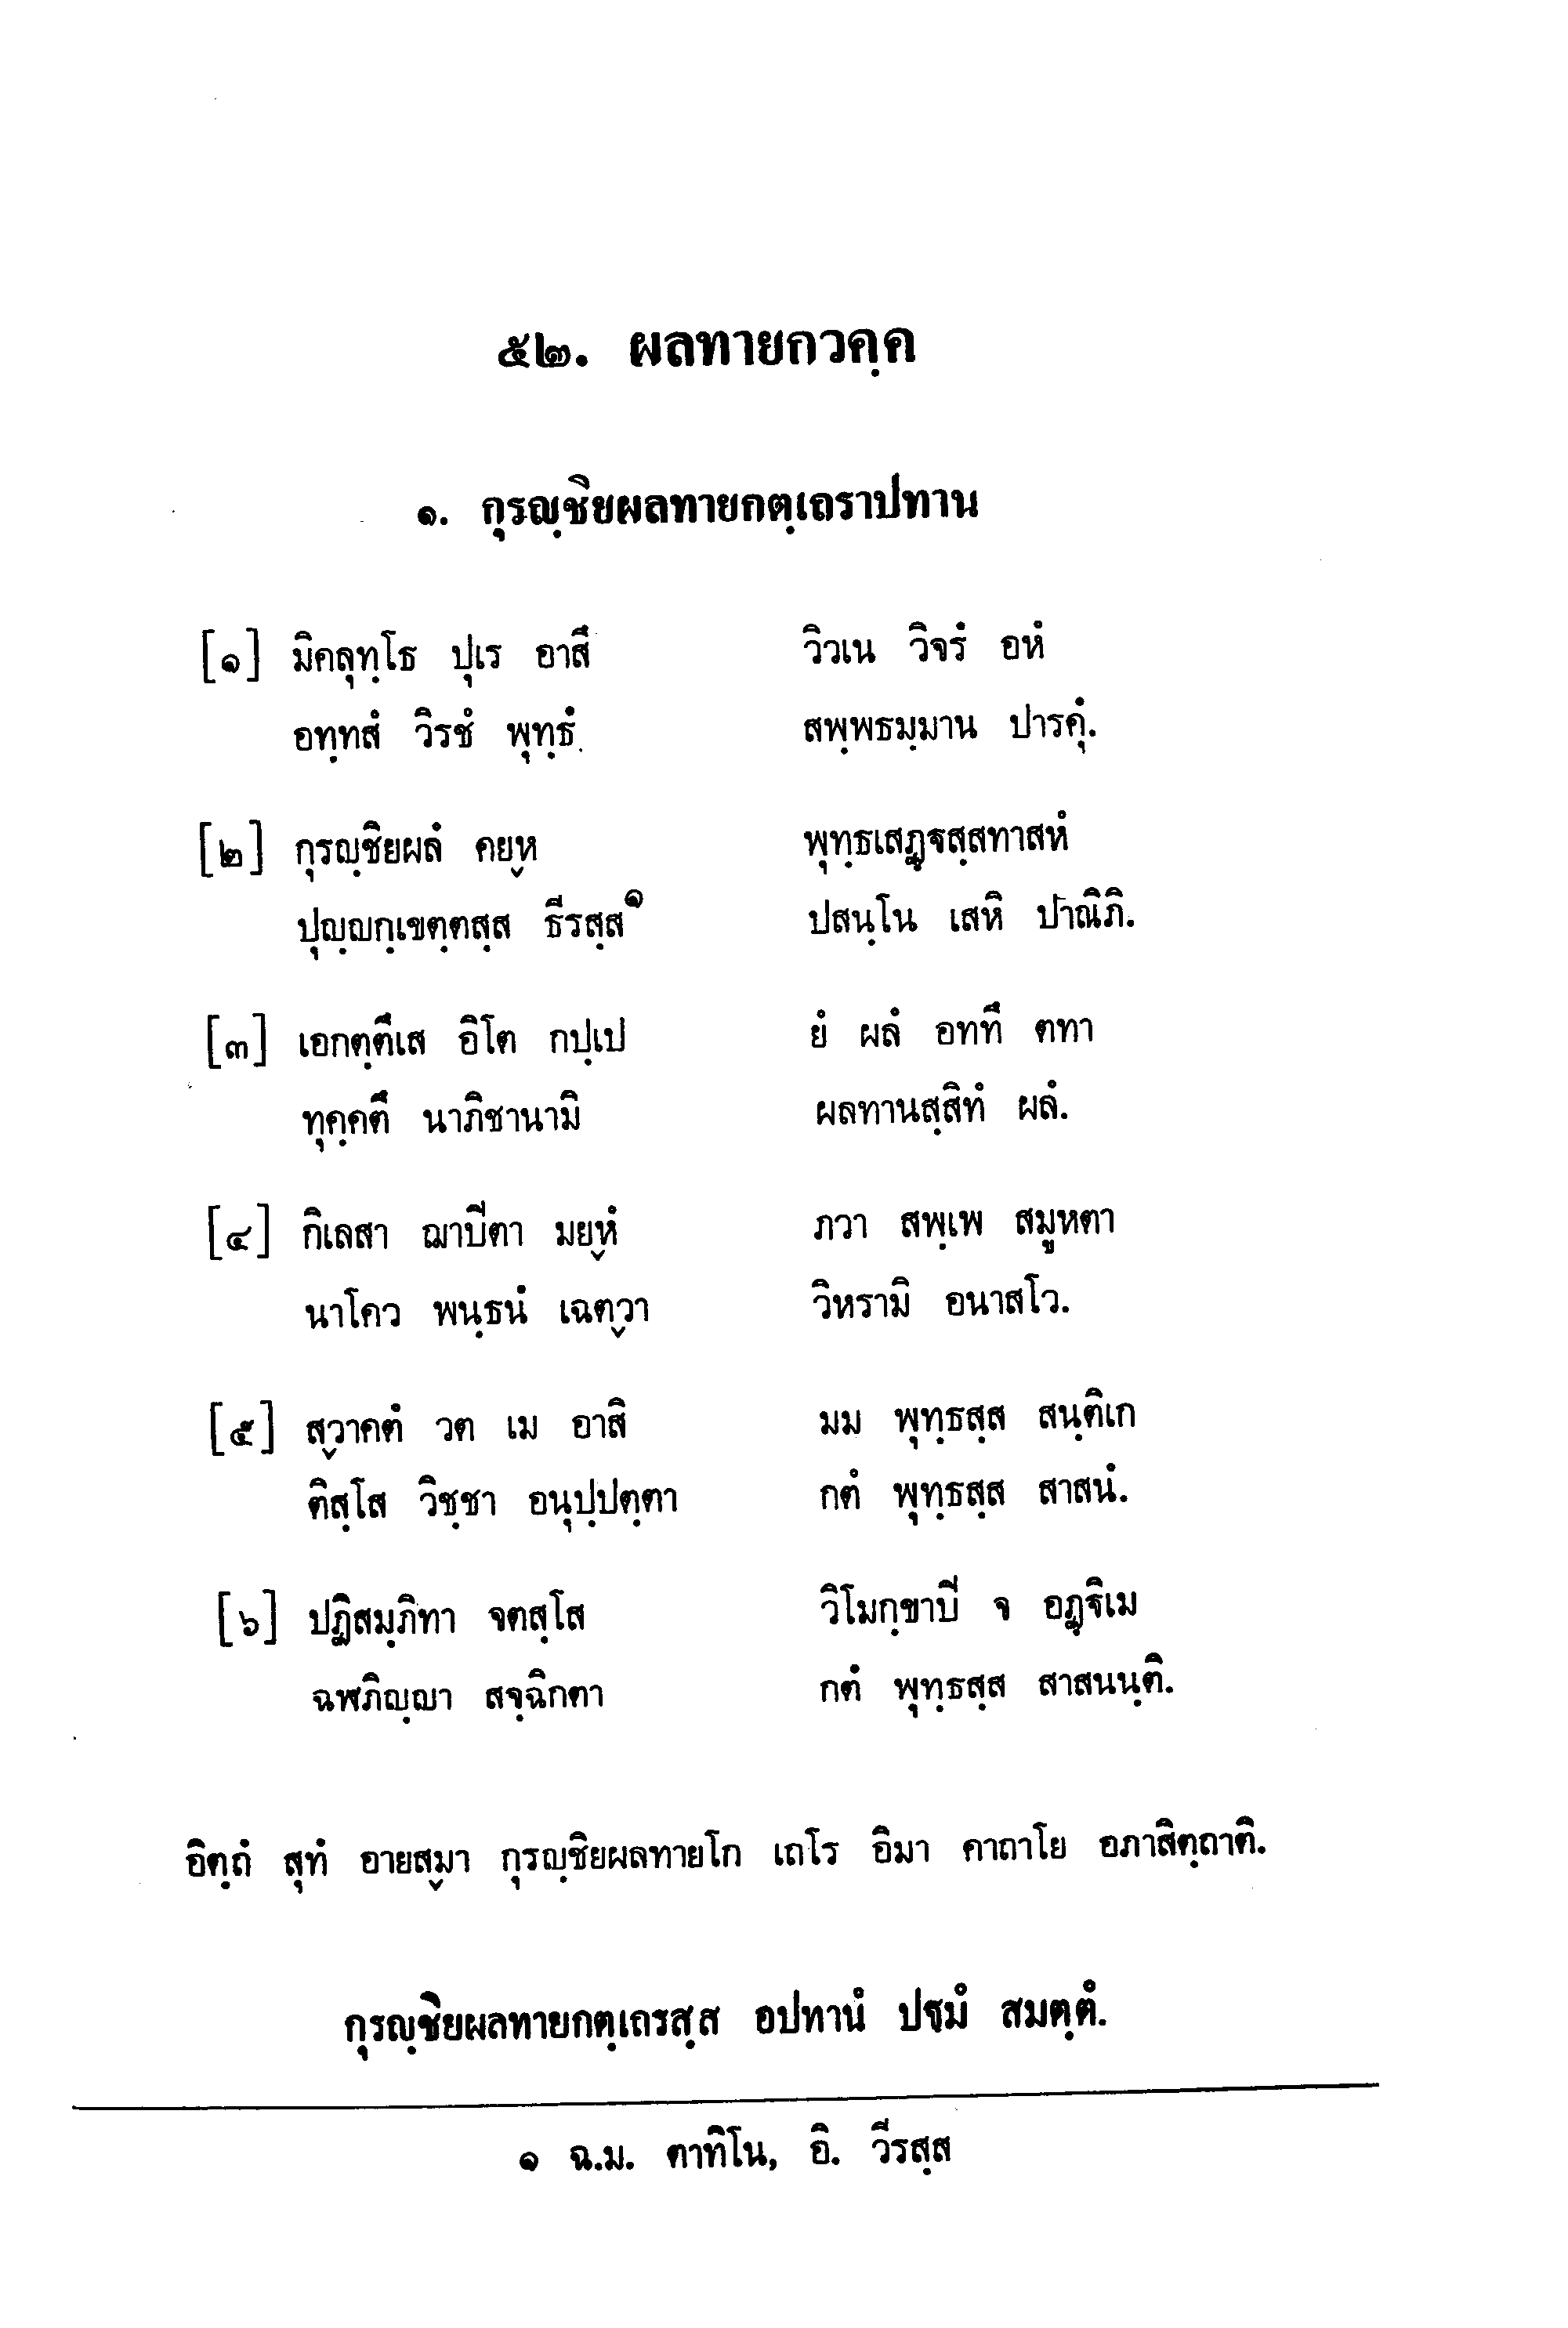 ๕๒. ผลทายกวคฺค
๑. กุรญฺชิยผลทายกตฺเถราปทาน
[๑] มิคลุทฺโธ ปุเร อาสึ วิวเน วิจรํ อหํ
อทฺทสํ วิรชํ พุทฺธํ สพฺพธมฺมาน ปารคุํ.
[๒] กุรญฺชิยผลํ คยฺห พุทฺธเสฏฺฐสฺสทาสหํ
ปุญฺญกฺเขตฺตสฺส ธีรสฺส๑ ปสนฺโน เสหิ ปาณิภิ.
[๓] เอกตฺตึเส อิโต กปฺเป ยํ ผลํ อททึ ตทา
ทุคฺคตึ นาภิชานามิ ผลทานสฺสิทํ ผลํ.
[๔] กิเลสา ฌาปีตา มยฺหํ ภวา สพฺเพ สมูหตา
นาโคว พนฺธนํ เฉตฺวา วิหรามิ อนาสโว.
[๕] สฺวาคตํ วต เม อาสิ มม พุทฺธสฺส สนฺติเก
ติสฺโส วิชฺชา อนุปฺปตฺตา กตํ พุทฺธสฺส สาสนํ.
[๖] ปฏิสมฺภิทา จตสฺโส วิโมกฺขาปี จ อฏฺฐิเม
ฉฬภิญฺญา สจฺฉิกตา กตํ พุทฺธสฺส สาสนนฺติ.
อิตฺถํ สุทํ อายสฺมา กุรญฺชิยผลทายโก เถโร อิมา คาถาโย อภาสิตฺถาติ.
กุรญฺชิยผลทายกตฺเถรสฺส อปทานํ ปฐมํ สมตฺตํ.
๑ ฉ.ม. ตาทิโน, อิ. วีรสฺส